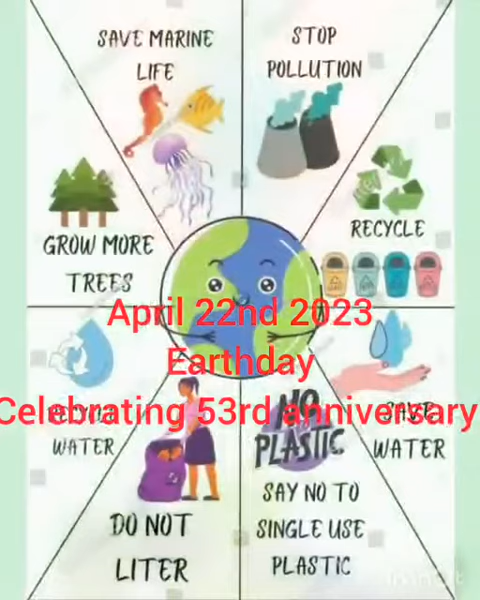 SAVE MARINE
LIFE
STOP
POLLUTION
GROW MORE
TREES
RECYCLE
April 22nd 2023
Earthday
Celebrating 53rd anniversary
WATER
SAVE
WATER
NO
PLASTIC
DO NOT
LITER
SAY NO TO
SINGLE USE
PLASTIC